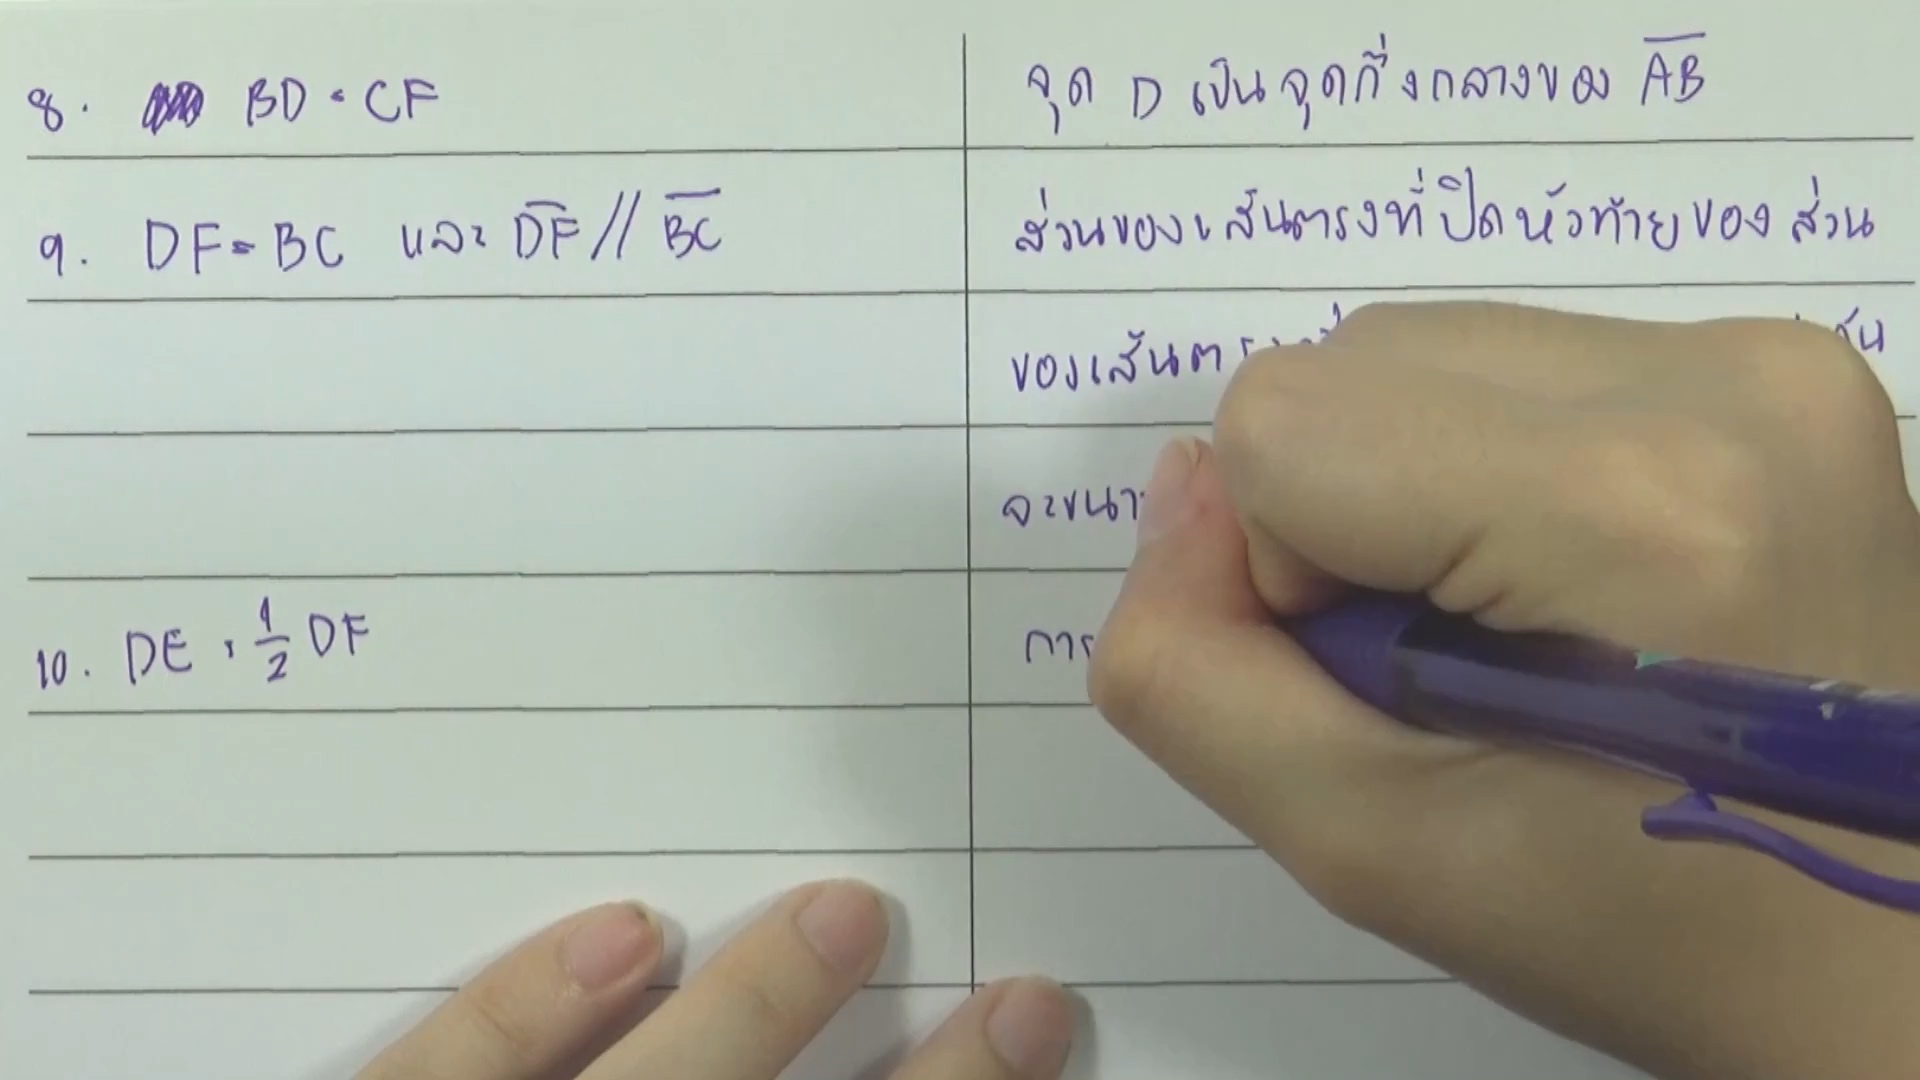 8. BD = CF จุด D เป็นจุดกึ่งกลางของ A̅B̅
9. DF = BC และ D̅F̅ // B̅C̅ ส่วนของเส้นตรงที่ปิดหัวท้ายของ ส่วน
ของเส้นตรง
10. DE = 1/2 DF